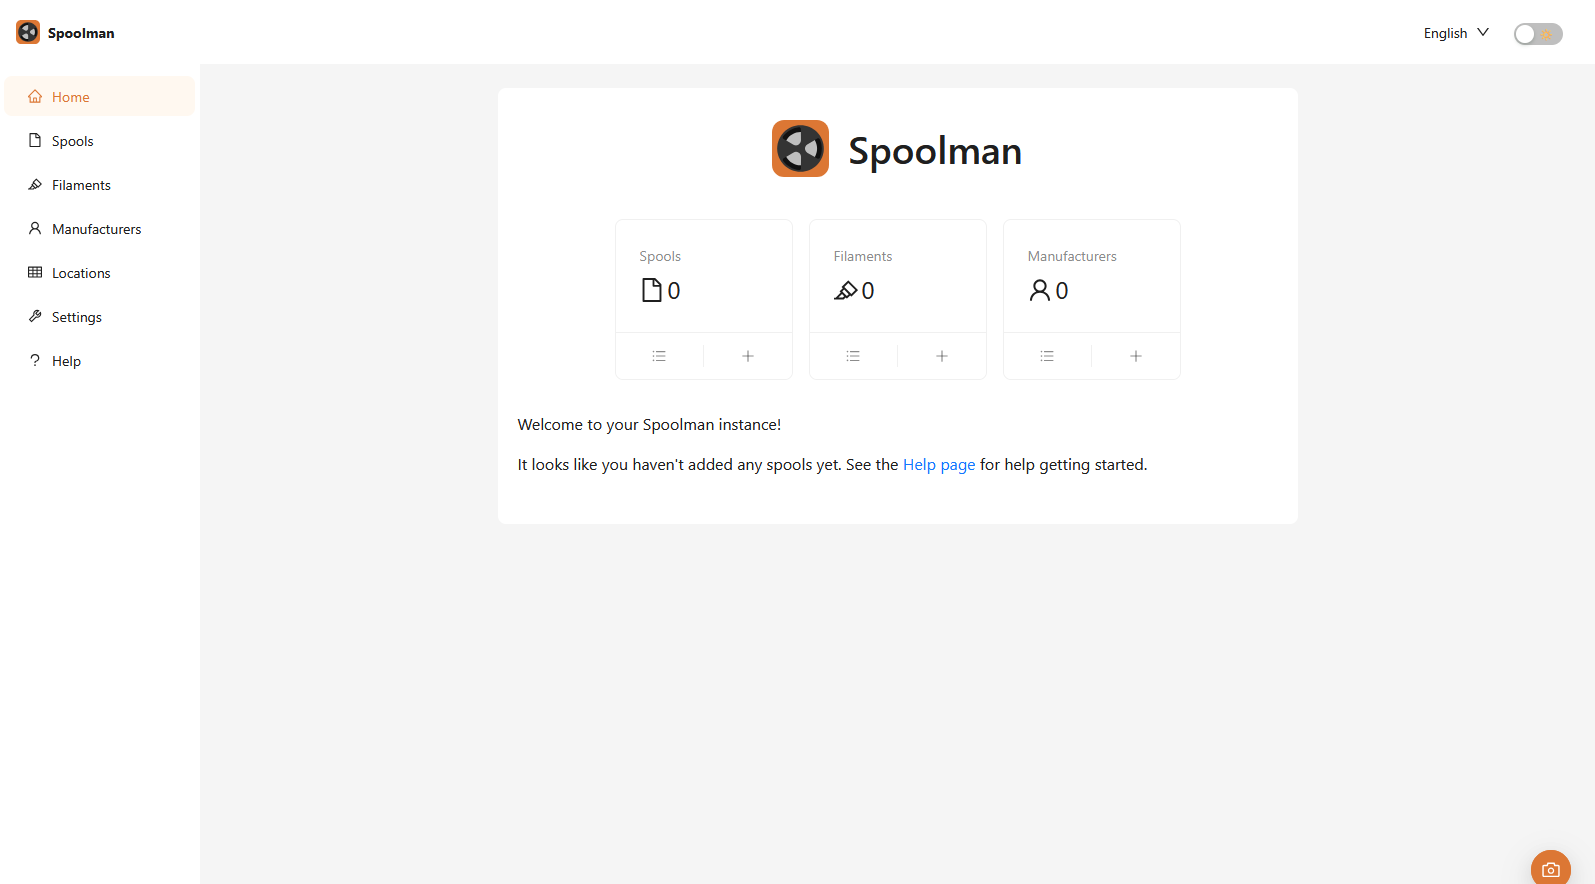 Spoolman
English
Home
Spools
Filaments
Manufacturers
Locations
Settings
Help
Spoolman
Spools
0
Filaments
0
Manufacturers
0
Welcome to your Spoolman instance!
It looks like you haven't added any spools yet. See the Help page for help getting started.